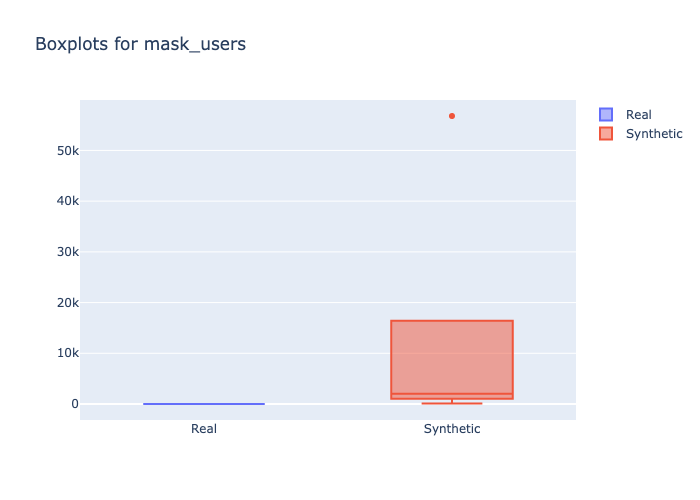 Boxplots for mask_users
Real
Synthetic
50k
40k
30k
20k
10k
0
Real
Synthetic